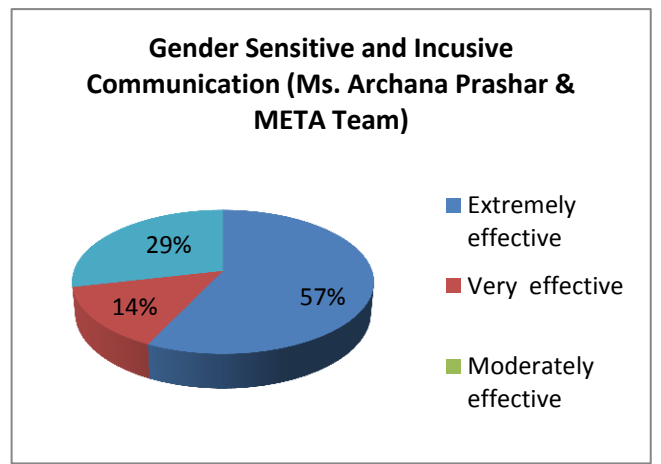 Gender Sensitive and Incusive
Communication (Ms. Archana Prashar &
META Team)
29%
57%
14%
Extremely
effective
Very effective
Moderately
effective